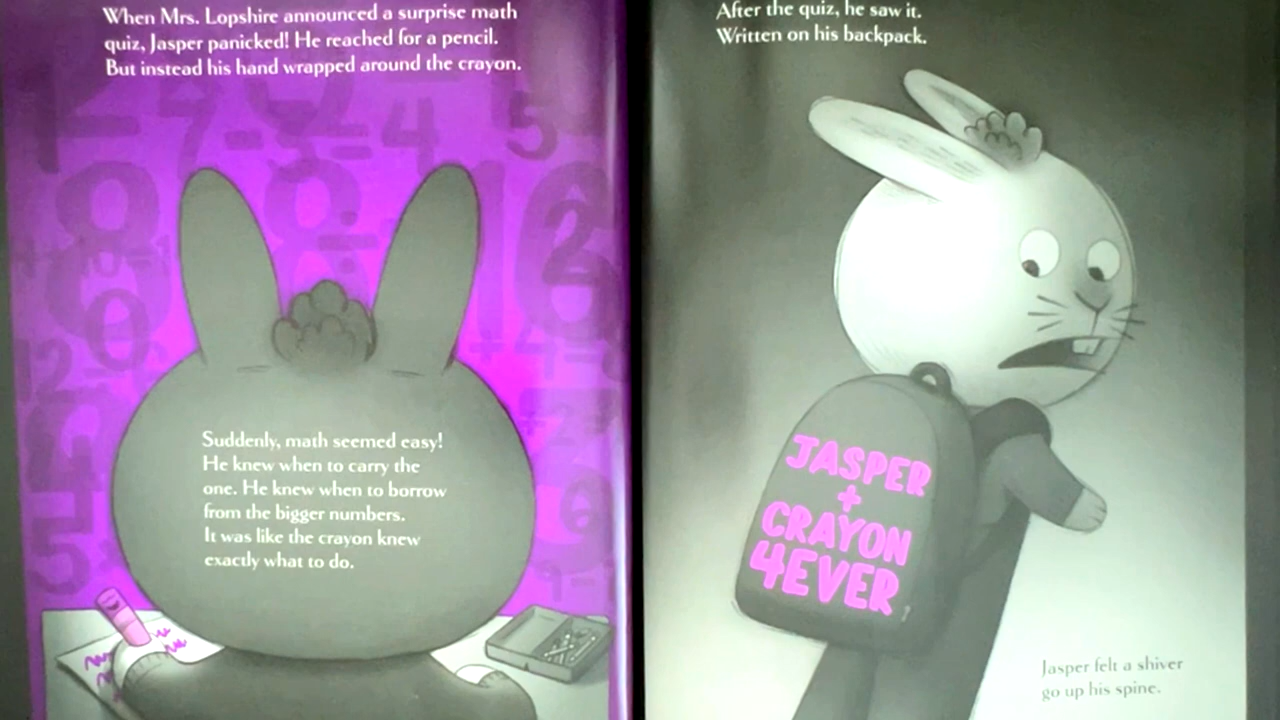 When Mrs. Lopshire announced a surprise math
quiz, Jasper panicked! He reached for a pencil.
But instead his hand wrapped around the crayon.
Suddenly, math seemed easy!
He knew when to carry the
one. He knew when to borrow
from the bigger numbers.
It was like the crayon knew
exactly what to do.
After the quiz, he saw it.
Written on his backpack.
JASPER
+
CRAYON
4EVER
Jasper felt a shiver
go up his spine.